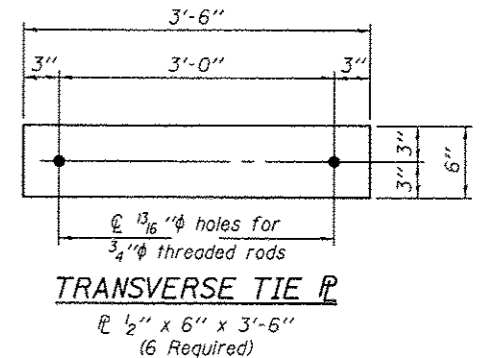 3'-6"
3" 3'-0" 3"
3"
3"
6"
℄ 13/16"ϕ holes for
3/4"ϕ threaded rods
TRANSVERSE TIE ⅊
⅊ 1/2" x 6" x 3'-6"
(6 Required)